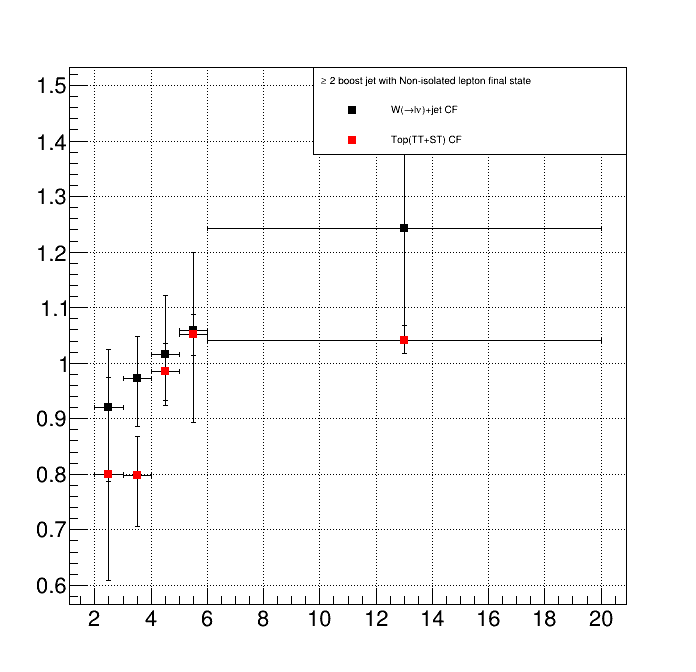 ≥ 2 boost jet with Non-isolated lepton final state
W(→lν)+jet CF
Top(TT+ST) CF
1.5
1.4
1.3
1.2
1.1
1
0.9
0.8
0.7
0.6
2 4 6 8 10 12 14 16 18 20